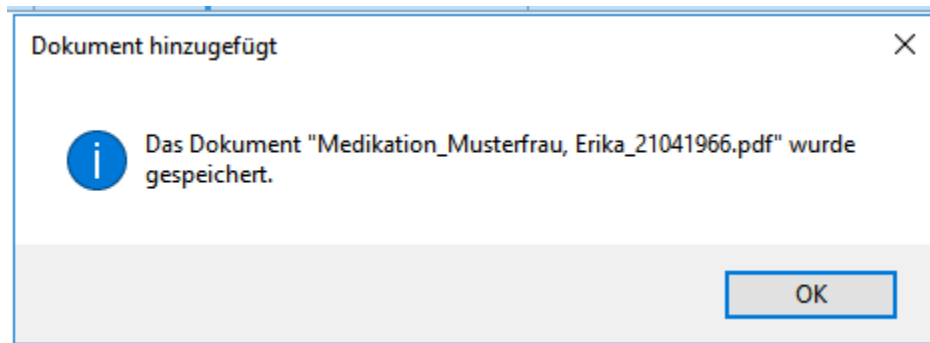 Dokument hinzugefügt
Das Dokument "Medikation_Musterfrau, Erika_21041966.pdf" wurde
gespeichert.
OK